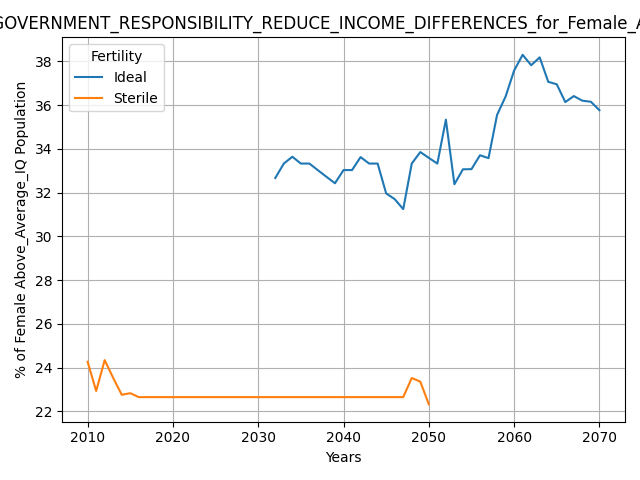 GOVERNMENT_RESPONSIBILITY_REDUCE_INCOME_DIFFERENCES_for_Female_A
Fertility
Ideal
Sterile
% of Female Above_Average_IQ Population
38
36
34
32
30
28
26
24
22
2010 2020 2030 2040 2050 2060 2070
Years